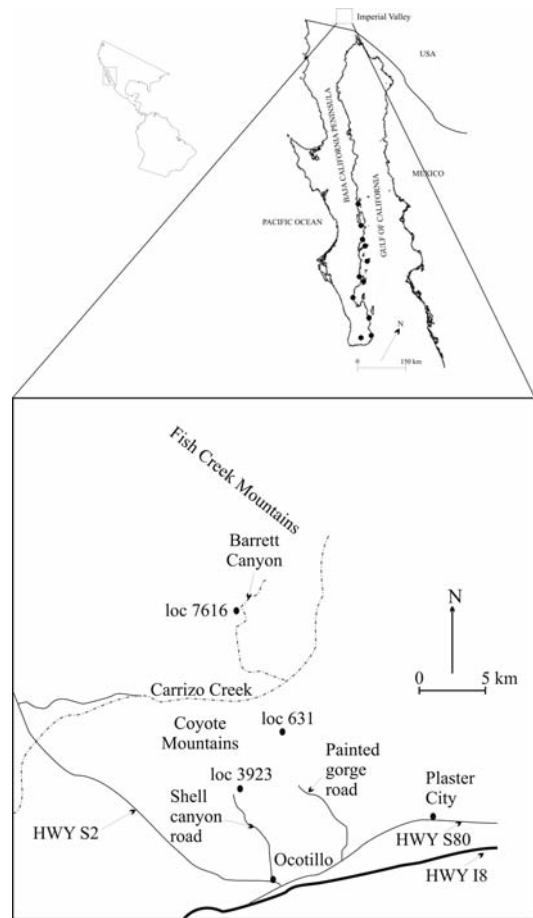 Imperial Valley
USA
BAJA CALIFORNIA PENINSULA
GULF OF CALIFORNIA
MEXICO
PACIFIC OCEAN
N
0 150 km
Fish Creek Mountains
Barrett
Canyon
loc 7616
N
0 5 km
Carrizo Creek
Coyote
Mountains
loc 631
loc 3923
Painted
gorge
road
Plaster
City
Shell
canyon
road
HWY S2
Ocotillo
HWY S80
HWY I8